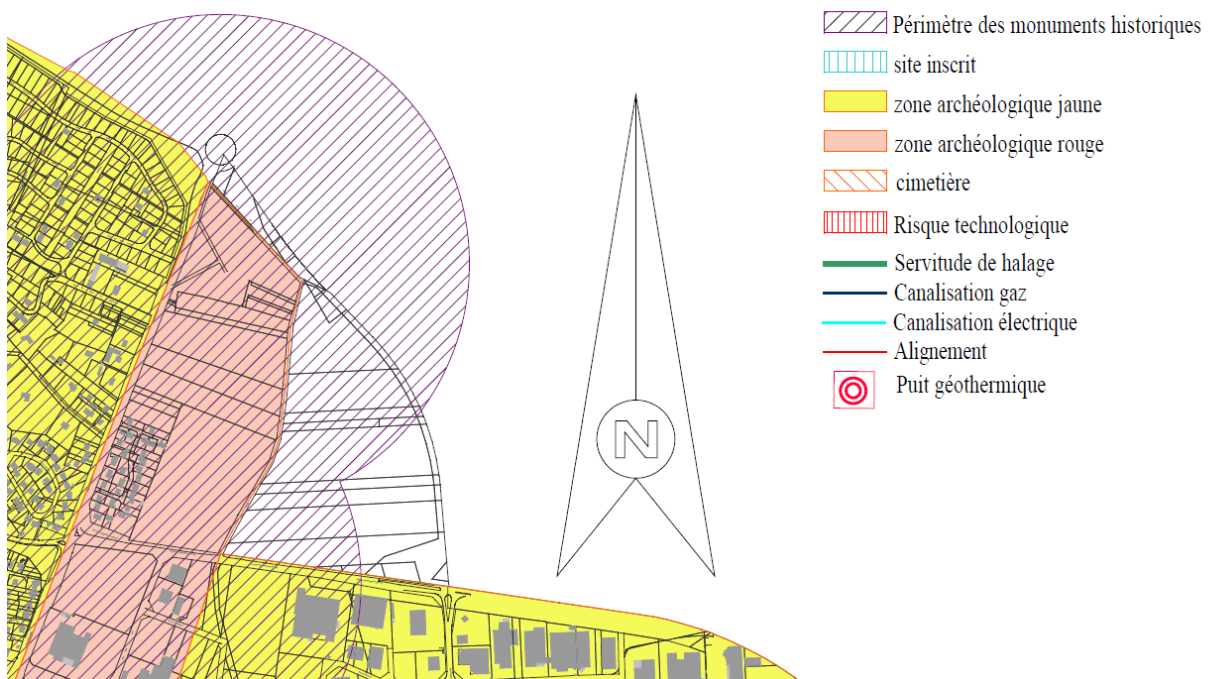 Périmètre des monuments historiques
site inscrit
zone archéologique jaune
zone archéologique rouge
cimetière
Risque technologique
Servitude de halage
Canalisation gaz
Canalisation électrique
Alignement
Puit géothermique
N